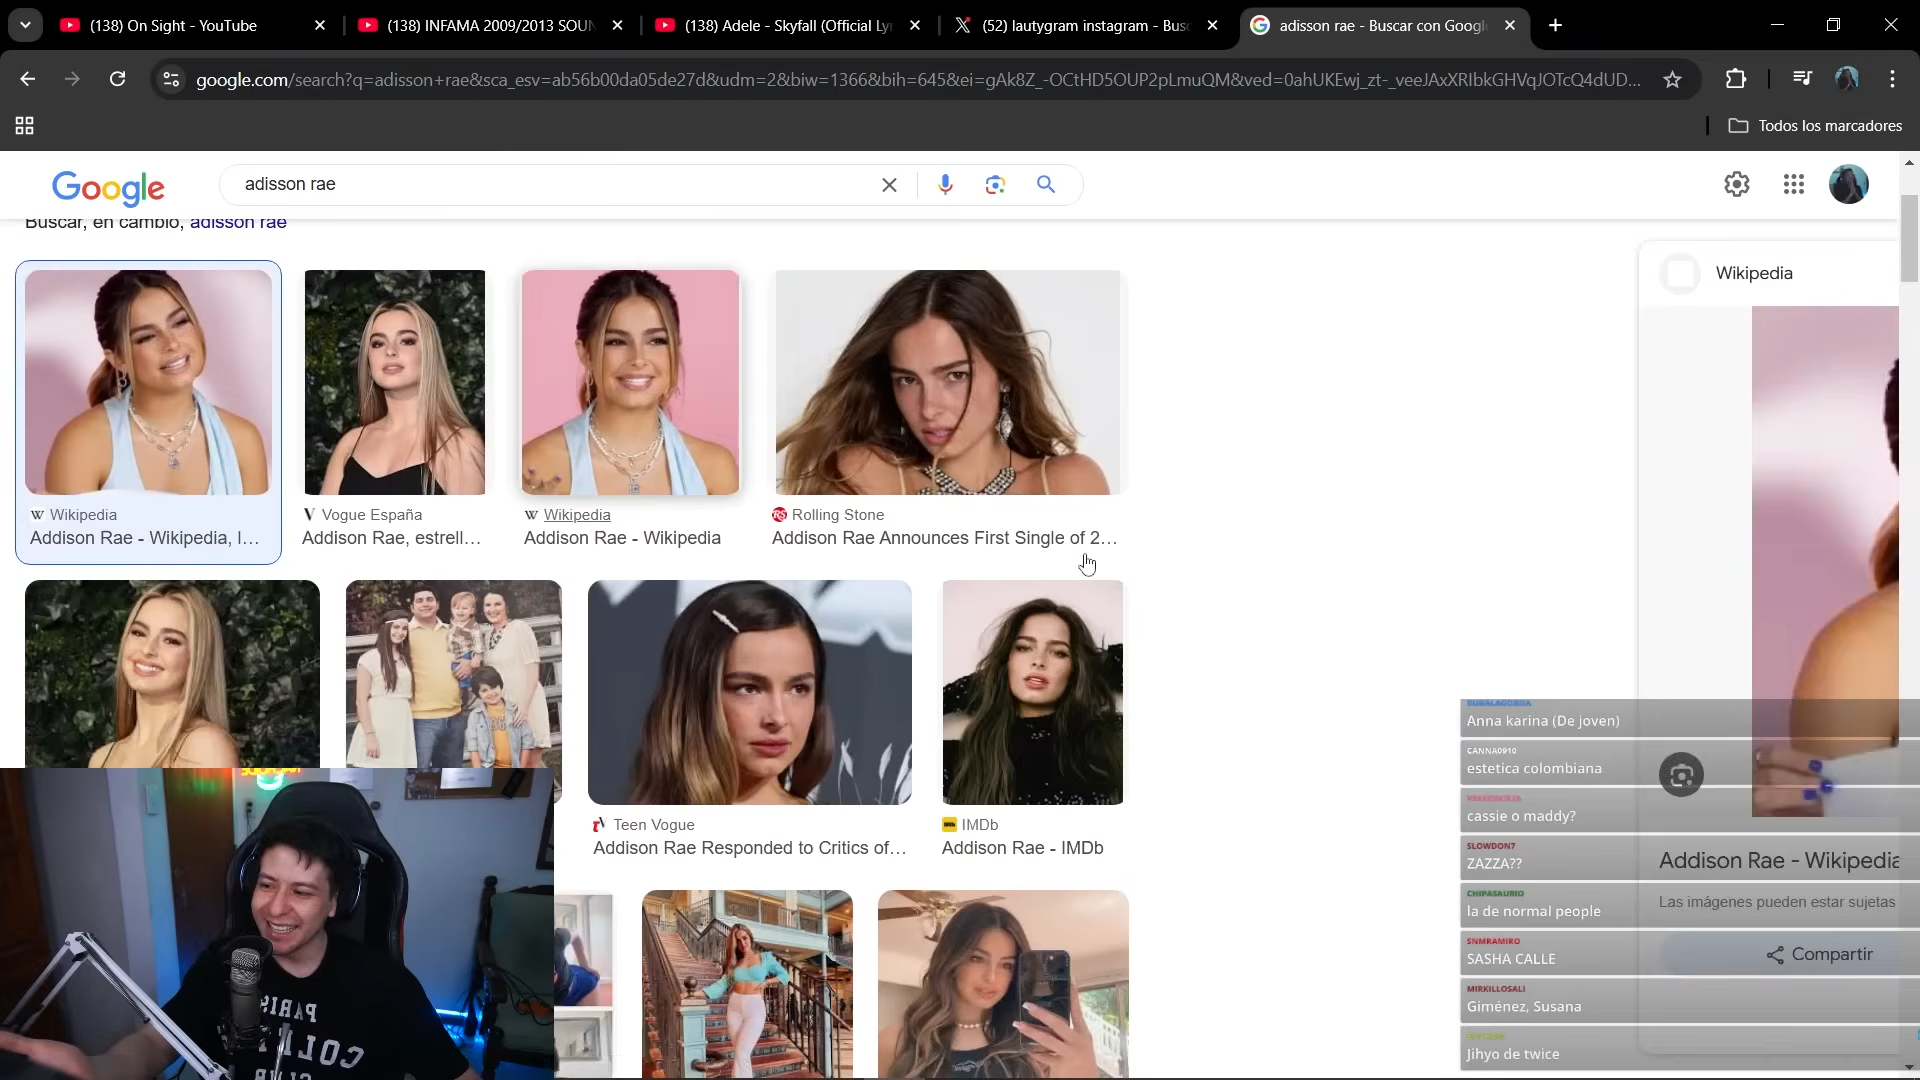 (138) On Sight - YouTube
(138) INFAMA 2009/2013 SOUN
(138) Adele - Skyfall (Official Ly
(52) lautygram instagram - Bus
adisson rae - Buscar con Googl
google.com/search?q=adisson+rae&sca_esv=ab56b00da05de27d&udm=2&biw=1366&bih=645&ei=gAk8Z_-OCtHD5OUP2pLmuQM&ved=0ahUKEwj_zt-_veeJAxXRIbkGHVqJOTcQ4dUD...
Todos los marcadores
Google
adisson rae
Buscar, en cambio, adisson rae
Wikipedia
Addison Rae - Wikipedia, l...
Vogue España
Addison Rae, estrell...
Wikipedia
Addison Rae - Wikipedia
Rolling Stone
Addison Rae Announces First Single of 2...
Teen Vogue
Addison Rae Responded to Critics of...
IMDb
Addison Rae - IMDb
Wikipedia
Addison Rae - Wikipedia
Las imágenes pueden estar sujetas
Compartir
Anna karina (De joven)
CANNA0910
estetica colombiana
cassie o maddy?
SLOWDON7
ZAZZA??
CHIPASAURIO
la de normal people
SNMRAMIRO
SASHA CALLE
MIRKILLOSALI
Giménez, Susana
Jihyo de twice
PARIS